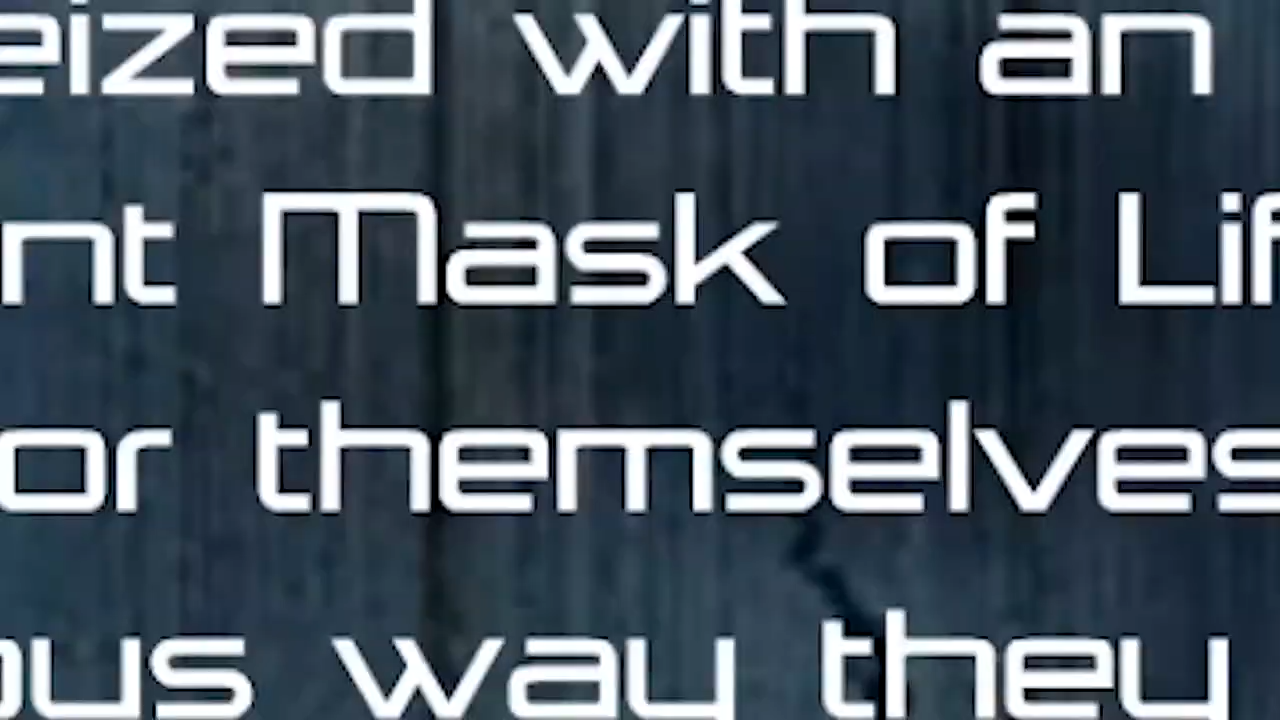 eized with an
nt Mask of Lif
or themselves
ous way they